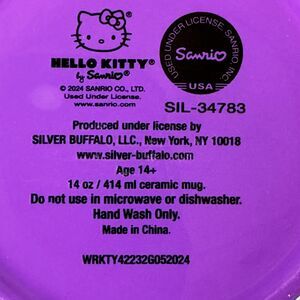 HELLO KITTY®
by Sanrio®
© 2024 SANRIO CO., LTD.
Used Under License.
www.sanrio.com
USED UNDER LICENSE, SANRIO, INC.
Sanrio
USA
SIL-34783
Produced under license by
SILVER BUFFALO, LLC., New York, NY 10018
www.silver-buffalo.com
Age 14+
14 oz / 414 ml ceramic mug.
Do not use in microwave or dishwasher.
Hand Wash Only.
Made in China.
WRKTY42232G052024